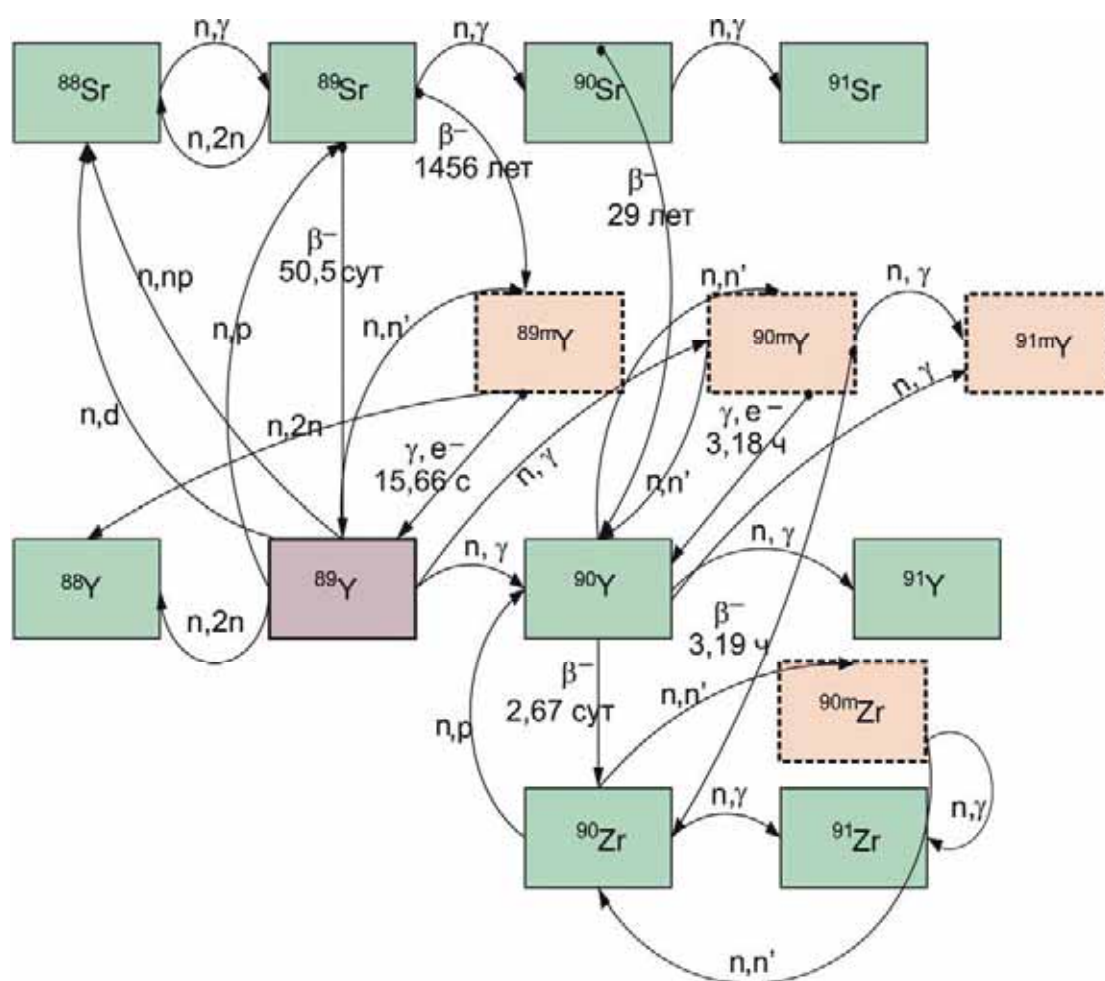 n,γ
n,γ
n,γ
⁸⁸Sr
⁸⁹Sr
⁹⁰Sr
⁹¹Sr
n,2n
β⁻
1456 лет
β⁻
29 лет
β⁻
50,5 сут
n,np
n,p
n,n'
n,n'
n, γ
⁸⁹ᵐY
⁹⁰ᵐY
⁹¹ᵐY
n,d
n,2n
γ, e⁻
15,66 с
n, γ
γ, e⁻
3,18 ч
n, γ
n,n'
n, γ
n, γ
⁸⁸Y
⁸⁹Y
⁹⁰Y
⁹¹Y
n,2n
β⁻
3,19 ч
β⁻
2,67 сут
n,n'
n,p
⁹⁰ᵐZr
n,γ
n,γ
⁹⁰Zr
⁹¹Zr
n,n'